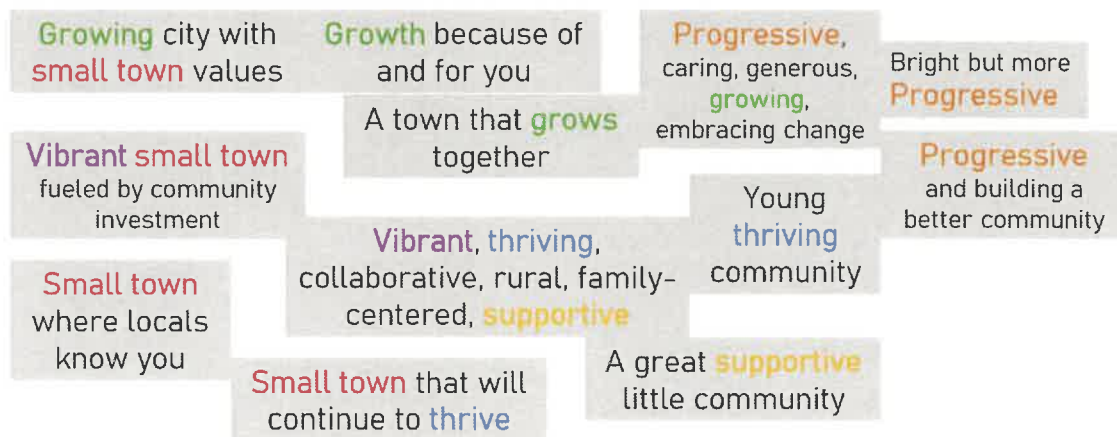 Growing city with
small town values
Growth because of
and for you
Progressive,
caring, generous,
growing,
embracing change
Bright but more
Progressive
A town that grows
together
Vibrant small town
fueled by community
investment
Progressive
and building a
better community
Young
thriving
community
Vibrant, thriving,
collaborative, rural, family-
centered, supportive
Small town
where locals
know you
A great supportive
little community
Small town that will
continue to thrive